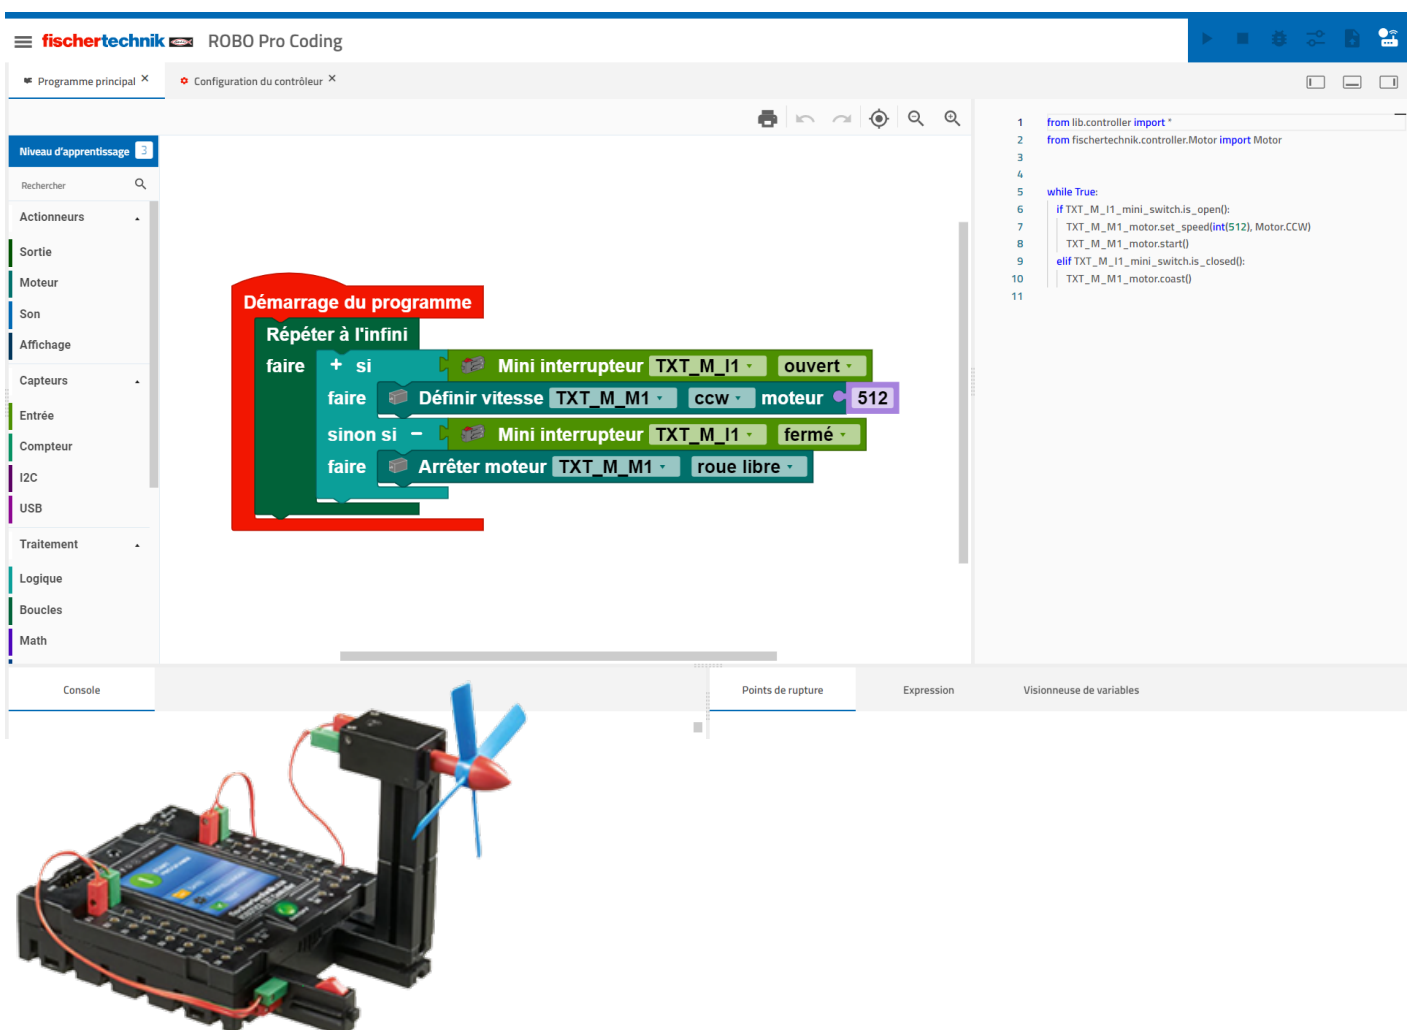 fischertechnik ROBO Pro Coding
Programme principal
Configuration du contrôleur
Niveau d'apprentissage 3
Rechercher
Actionneurs
Sortie
Moteur
Son
Affichage
Capteurs
Entrée
Compteur
I2C
USB
Traitement
Logique
Boucles
Math
Démarrage du programme
Répéter à l'infini
faire + si Mini interrupteur TXT_M_I1 ouvert
faire Définir vitesse TXT_M_M1 ccw moteur 512
sinon si − Mini interrupteur TXT_M_I1 fermé
faire Arrêter moteur TXT_M_M1 roue libre
1 from lib.controller import *
2 from fischertechnik.controller.Motor import Motor
3
4
5 while True:
6 if TXT_M_I1_mini_switch.is_open():
7 TXT_M_M1_motor.set_speed(int(512), Motor.CCW)
8 TXT_M_M1_motor.start()
9 elif TXT_M_I1_mini_switch.is_closed():
10 TXT_M_M1_motor.coast()
11
Console
Points de rupture
Expression
Visionneuse de variables